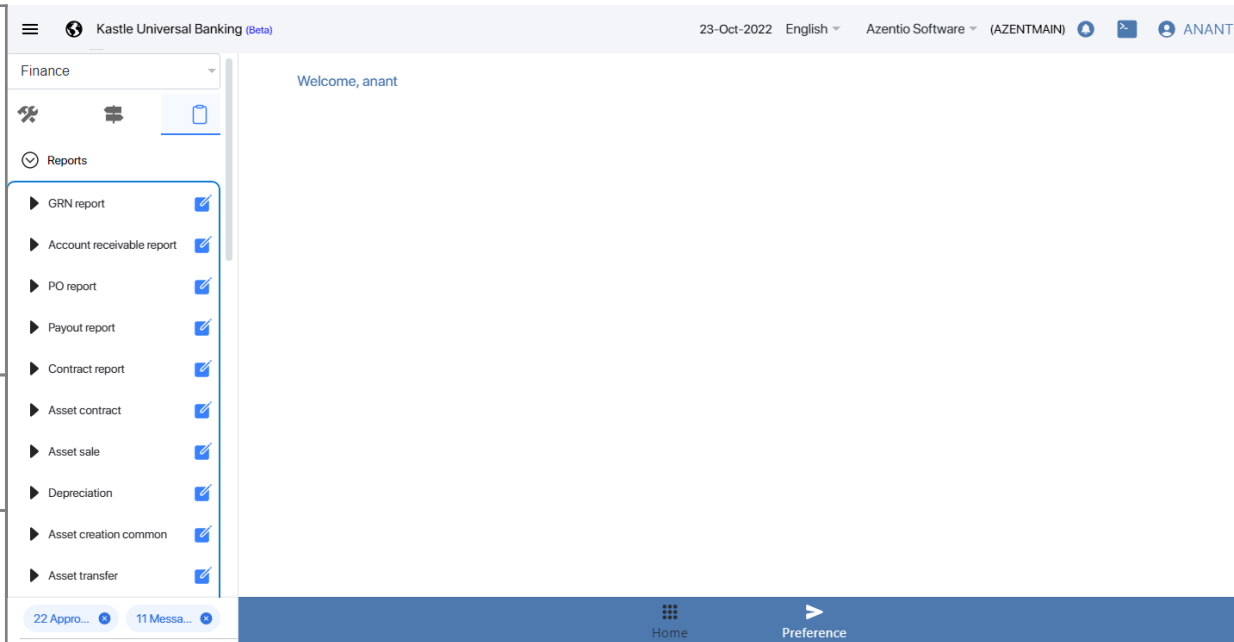 Kastle Universal Banking (Beta) 23-Oct-2022 English Azentio Software (AZENTMAIN) ANANT
Finance
Welcome, anant
Reports
GRN report
Account receivable report
PO report
Payout report
Contract report
Asset contract
Asset sale
Depreciation
Asset creation common
Asset transfer
22 Appro... 11 Messa...
Home Preference